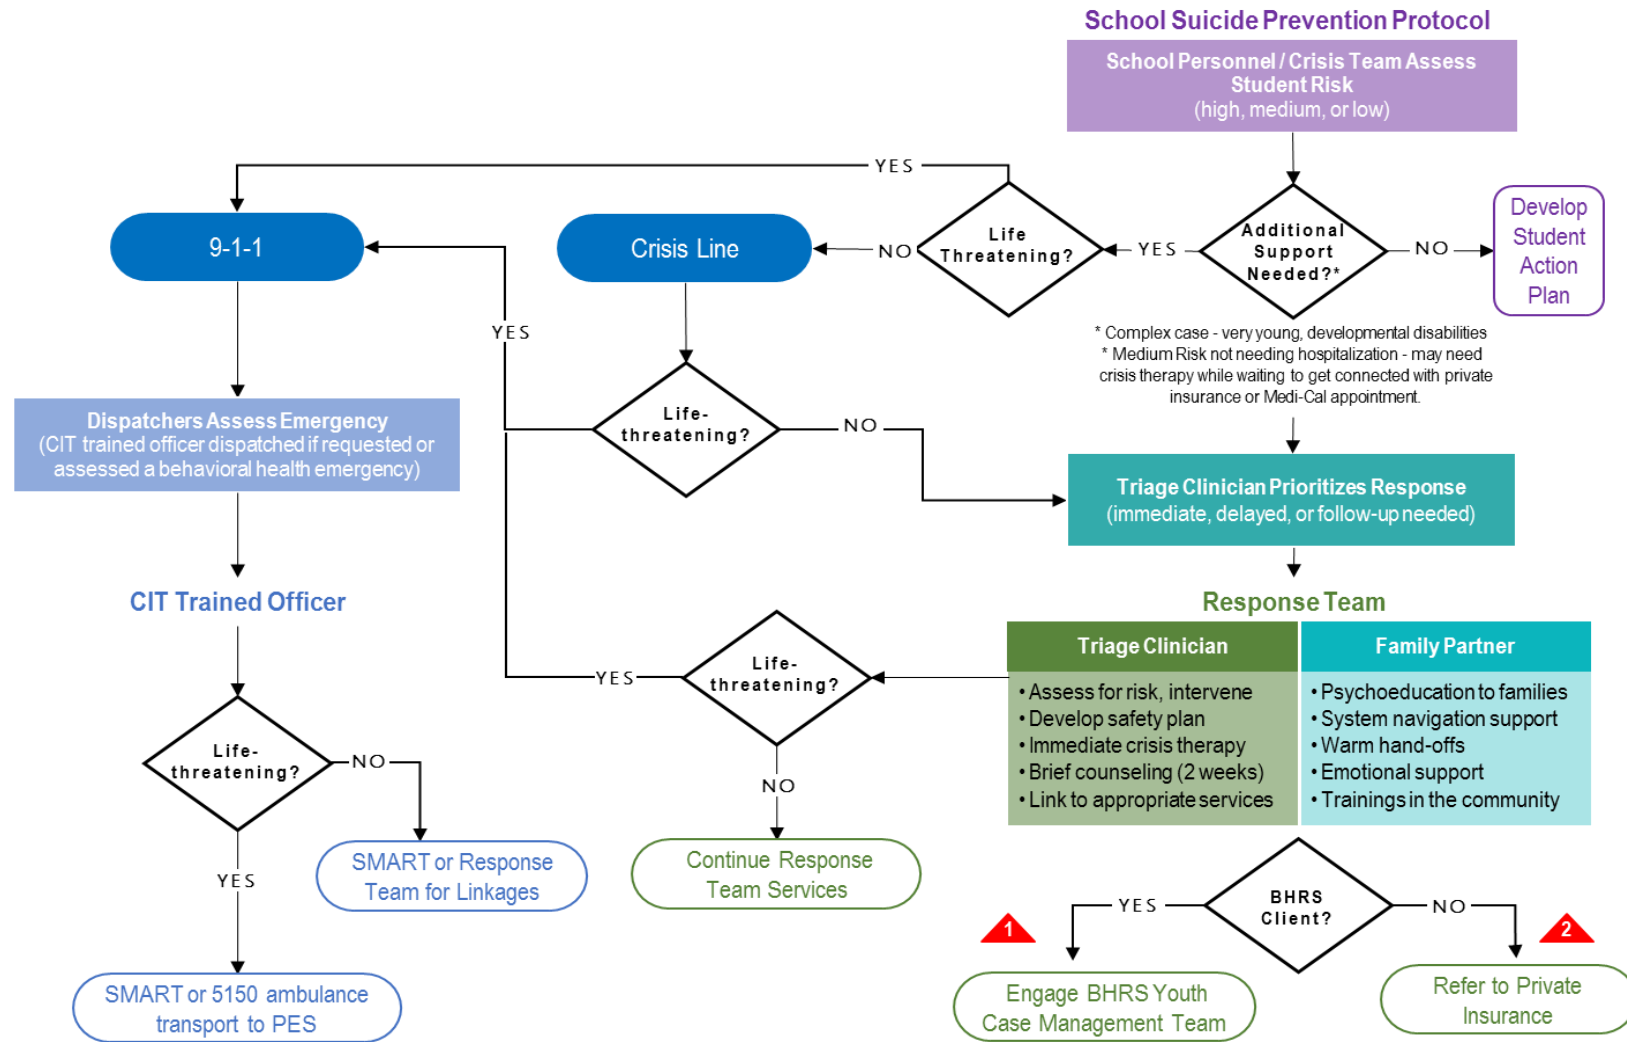 School Suicide Prevention Protocol
School Personnel / Crisis Team Assess
Student Risk
(high, medium, or low)
YES
9-1-1
Crisis Line
NO
Life
Threatening?
YES
Additional
Support
Needed?*
NO
Develop
Student
Action
Plan
* Complex case - very young, developmental disabilities
* Medium Risk not needing hospitalization - may need
crisis therapy while waiting to get connected with private
insurance or Medi-Cal appointment.
YES
Life-
threatening?
NO
Dispatchers Assess Emergency
(CIT trained officer dispatched if requested or
assessed a behavioral health emergency)
Triage Clinician Prioritizes Response
(immediate, delayed, or follow-up needed)
CIT Trained Officer
Response Team
Triage Clinician
• Assess for risk, intervene
• Develop safety plan
• Immediate crisis therapy
• Brief counseling (2 weeks)
• Link to appropriate services
Family Partner
• Psychoeducation to families
• System navigation support
• Warm hand-offs
• Emotional support
• Trainings in the community
YES
Life-
threatening?
NO
Continue Response
Team Services
Life-
threatening?
NO
SMART or Response
Team for Linkages
YES
SMART or 5150 ambulance
transport to PES
BHRS
Client?
YES
1
Engage BHRS Youth
Case Management Team
NO
2
Refer to Private
Insurance